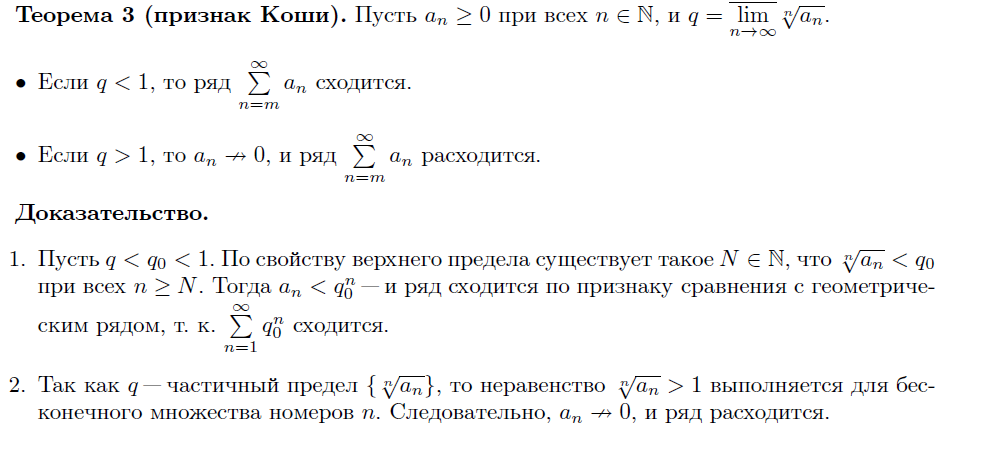 Теорема 3 (признак Коши). Пусть $a_n \geq 0$ при всех $n \in \mathbb{N}$, и $q = \overline{\lim\limits_{n\to\infty}} \sqrt[n]{a_n}$.
• Если $q < 1$, то ряд $\sum\limits_{n=m}^{\infty} a_n$ сходится.
• Если $q > 1$, то $a_n \nrightarrow 0$, и ряд $\sum\limits_{n=m}^{\infty} a_n$ расходится.
Доказательство.
1. Пусть $q < q_0 < 1$. По свойству верхнего предела существует такое $N \in \mathbb{N}$, что $\sqrt[n]{a_n} < q_0$
при всех $n \geq N$. Тогда $a_n < q_0^n$ — и ряд сходится по признаку сравнения с геометриче-
ским рядом, т. к. $\sum\limits_{n=1}^{\infty} q_0^n$ сходится.
2. Так как $q$ — частичный предел $\{\sqrt[n]{a_n}\}$, то неравенство $\sqrt[n]{a_n} > 1$ выполняется для бес-
конечного множества номеров $n$. Следовательно, $a_n \nrightarrow 0$, и ряд расходится.